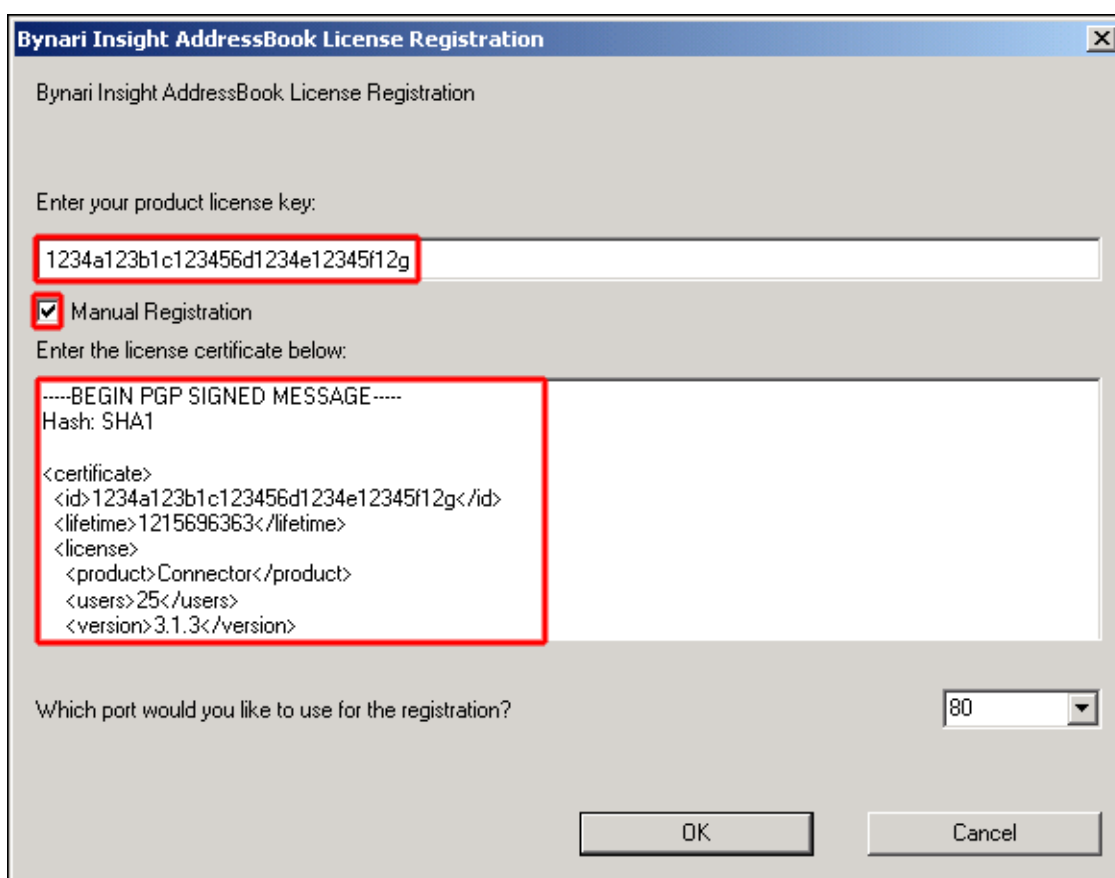 Bynari Insight AddressBook License Registration
Bynari Insight AddressBook License Registration
Enter your product license key:
1234a123b1c123456d1234e12345f12g
Manual Registration
Enter the license certificate below:
-----BEGIN PGP SIGNED MESSAGE-----
Hash: SHA1
<certificate>
<id>1234a123b1c123456d1234e12345f12g</id>
<lifetime>1215696363</lifetime>
<license>
<product>Connector</product>
<users>25</users>
<version>3.1.3</version>
Which port would you like to use for the registration?
80
OK
Cancel